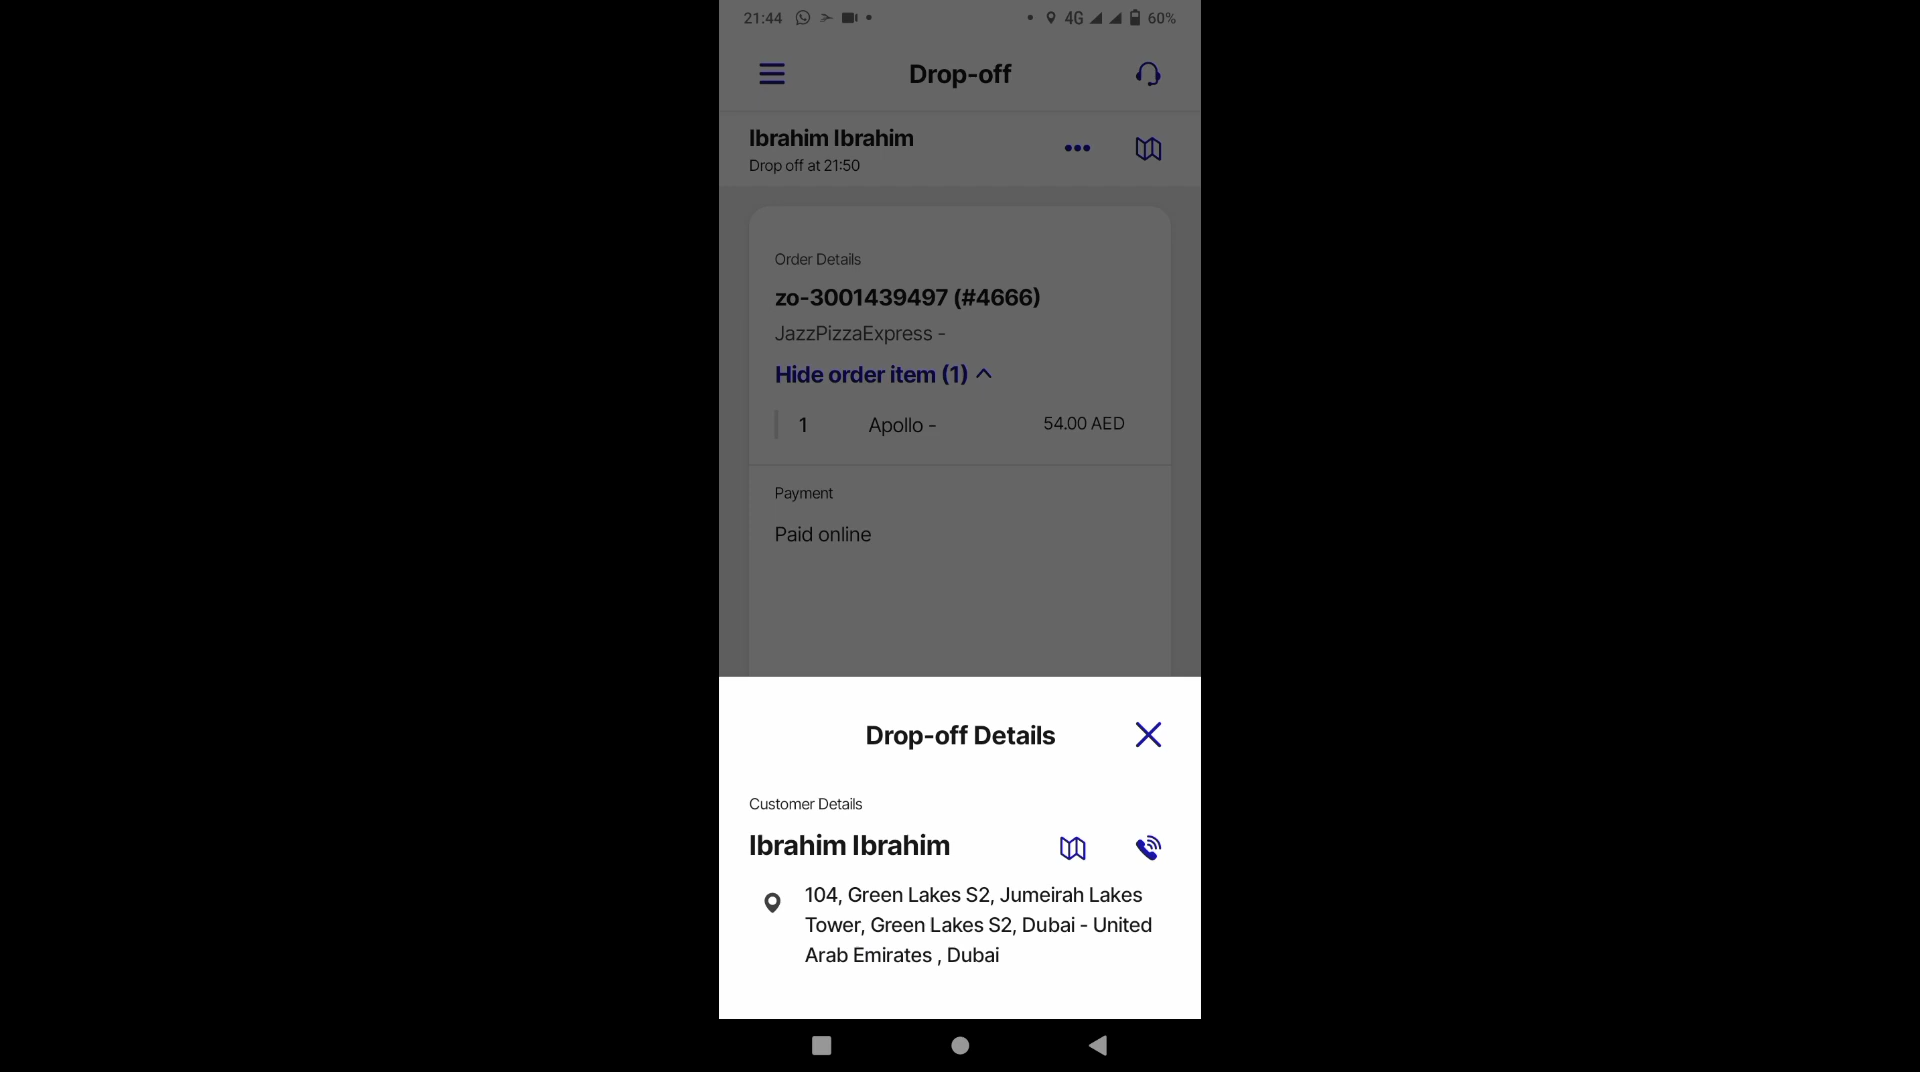 21:44 4G 60%
Drop-off
Ibrahim Ibrahim
Drop off at 21:50
Order Details
zo-3001439497 (#4666)
JazzPizzaExpress -
Hide order item (1)
1 Apollo - 54.00 AED
Payment
Paid online
Drop-off Details
Customer Details
Ibrahim Ibrahim
104, Green Lakes S2, Jumeirah Lakes
Tower, Green Lakes S2, Dubai - United
Arab Emirates , Dubai